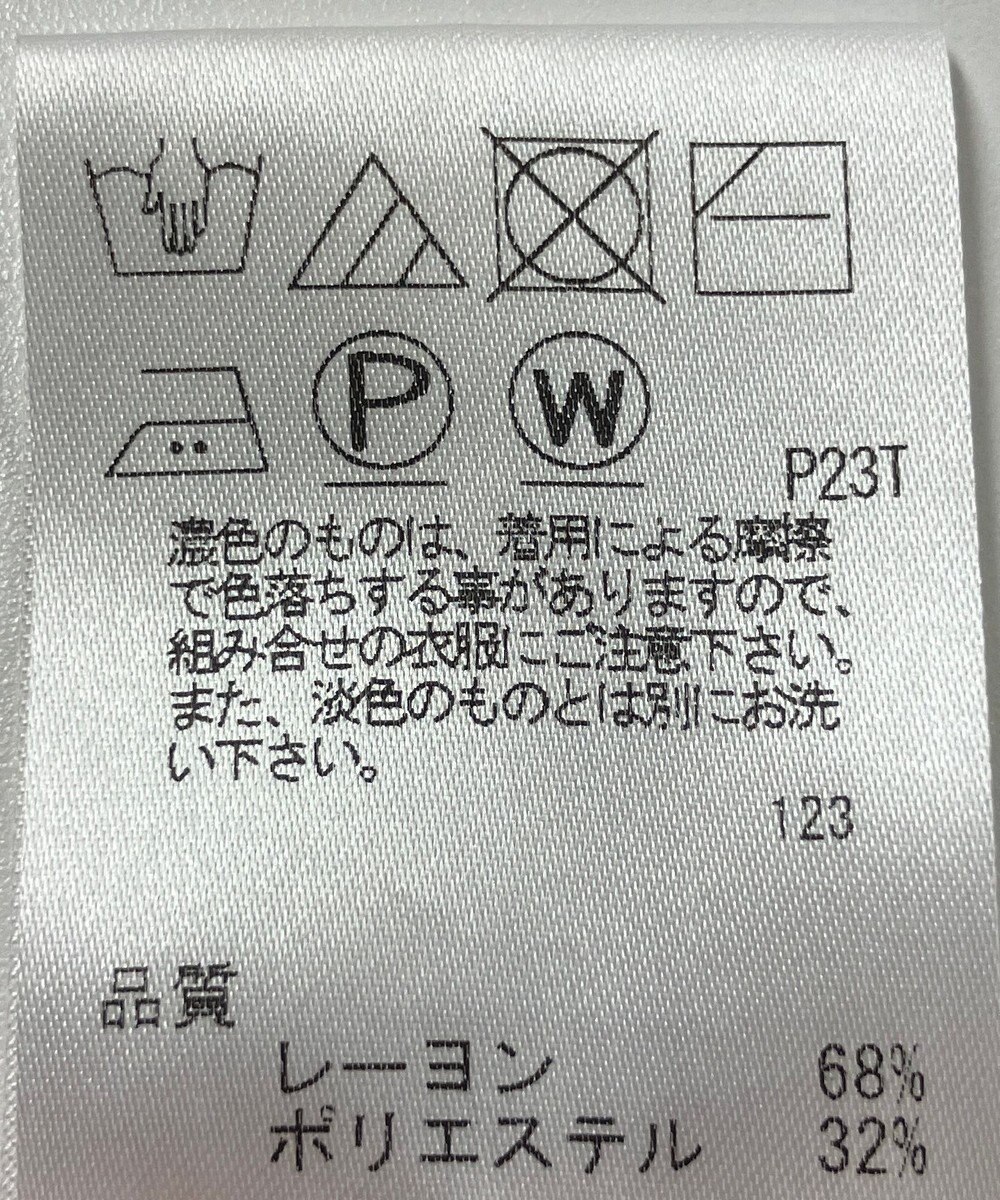 P
W
P23T
濃色のものは、着用による摩擦
で色落ちする事がありますので、
組み合せの衣服にご注意下さい。
また、淡色のものとは別にお洗
い下さい。
123
品質
レーヨン 68%
ポリエステル 32%